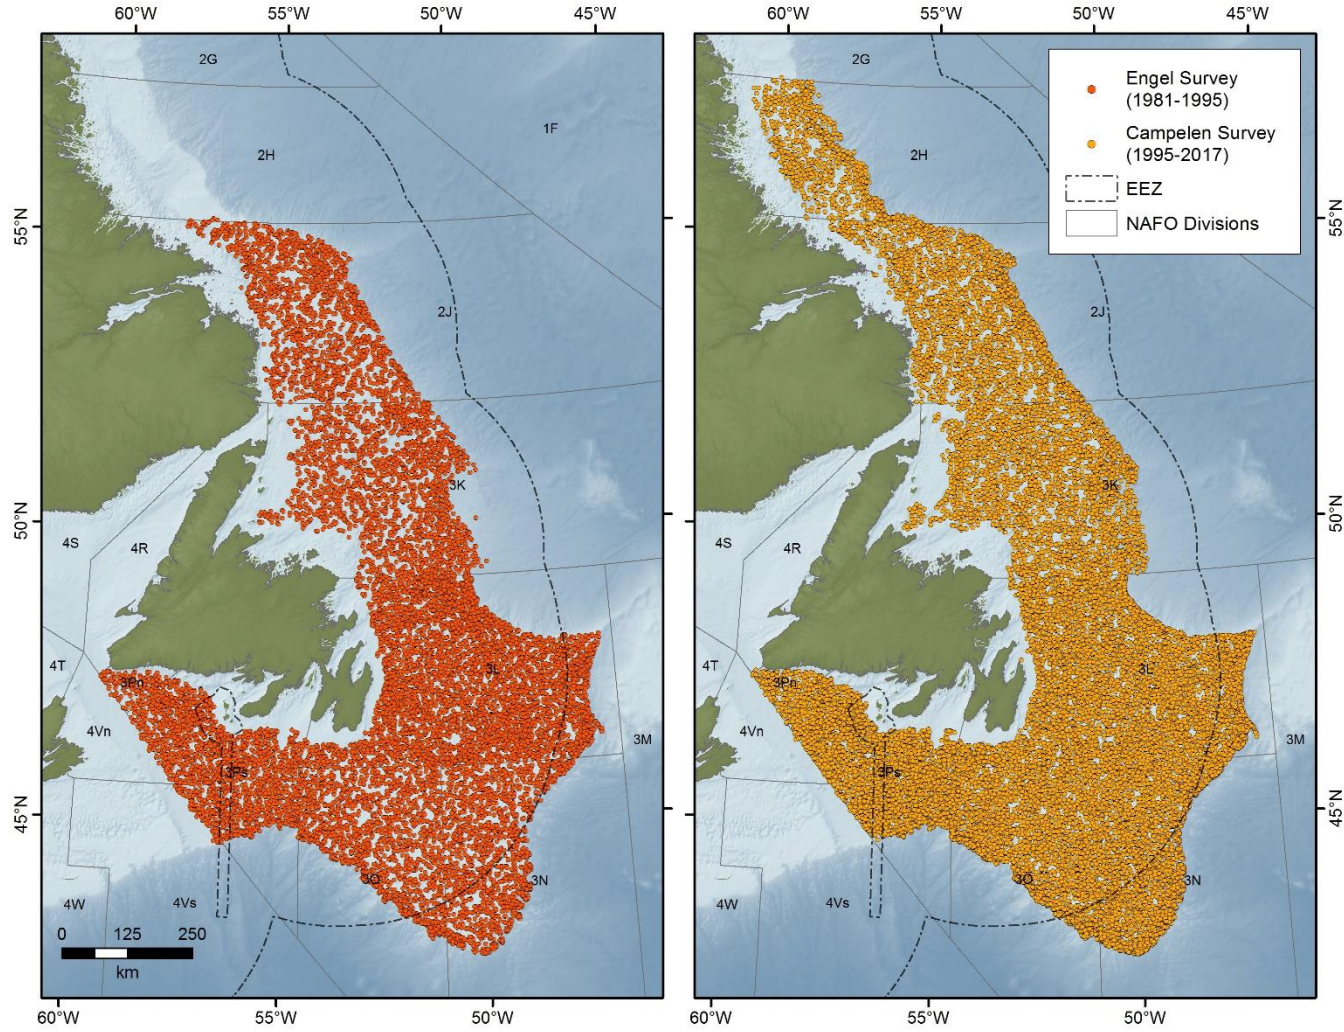 60°W 55°W 50°W 45°W
60°W 55°W 50°W 45°W
2G
1F
2H
55°N
2J
3K
50°N
4S
4R
3L
4T
3Pn
4Vn
3M
3Ps
45°N
3O
3N
4W
4Vs
0 125 250
km
60°W 55°W 50°W
2G
Engel Survey
(1981-1995)
Campelen Survey
(1995-2017)
EEZ
NAFO Divisions
2H
55°N
2J
3K
50°N
4S
4R
3L
4T
3Pn
4Vn
3M
3Ps
45°N
3O
3N
4W
4Vs
60°W 55°W 50°W